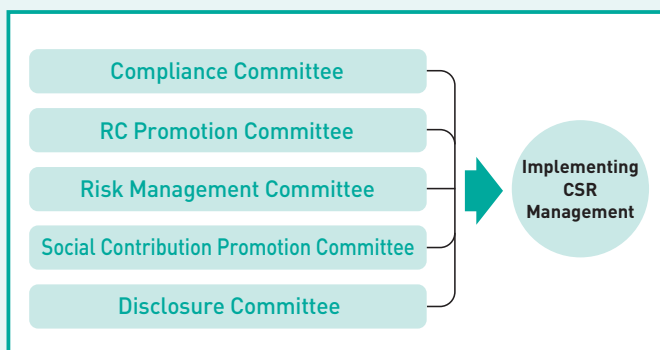 Compliance Committee
RC Promotion Committee
Risk Management Committee
Social Contribution Promotion Committee
Disclosure Committee
Implementing
CSR
Management